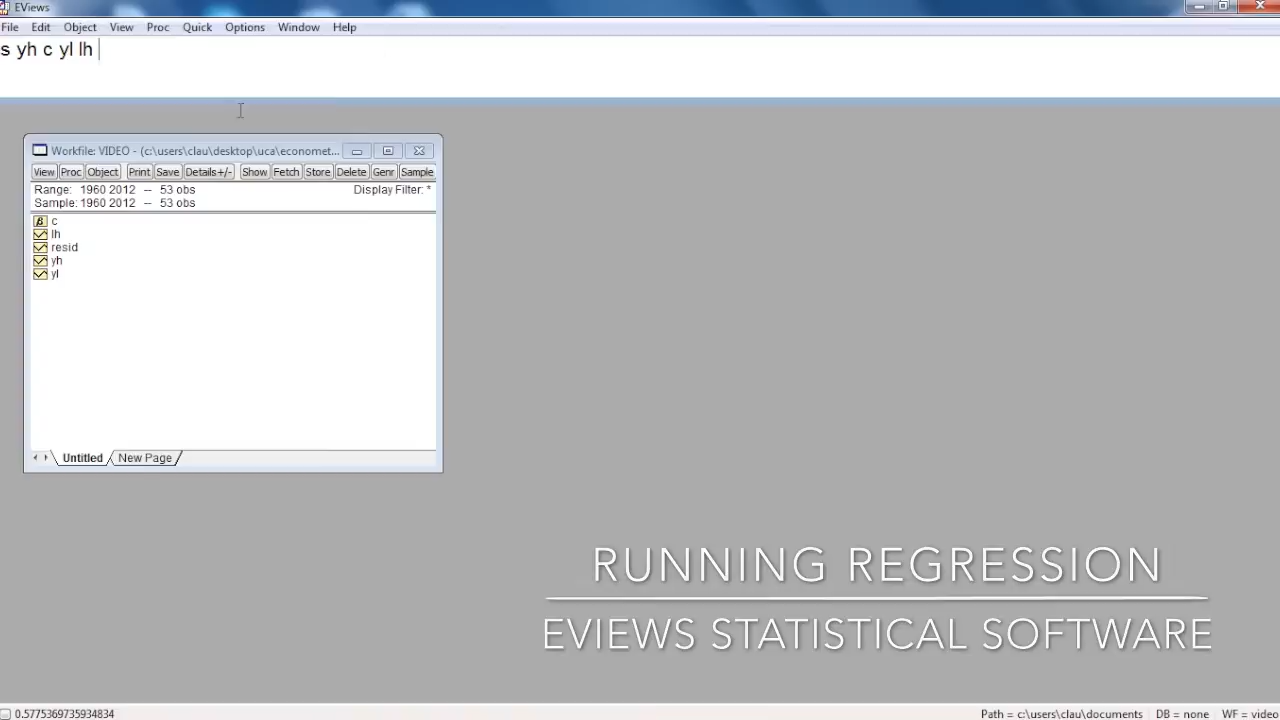 EViews
File Edit Object View Proc Quick Options Window Help
s yh c yl lh
Workfile: VIDEO - (c:\users\clau\desktop\uca\economet...
View Proc Object Print Save Details+/- Show Fetch Store Delete Genr Sample
Range: 1960 2012 -- 53 obs Display Filter: *
Sample: 1960 2012 -- 53 obs
c
lh
resid
yh
yl
Untitled New Page
RUNNING REGRESSION
EVIEWS STATISTICAL SOFTWARE
0.5775369735934834 Path = c:\users\clau\documents DB = none WF = video